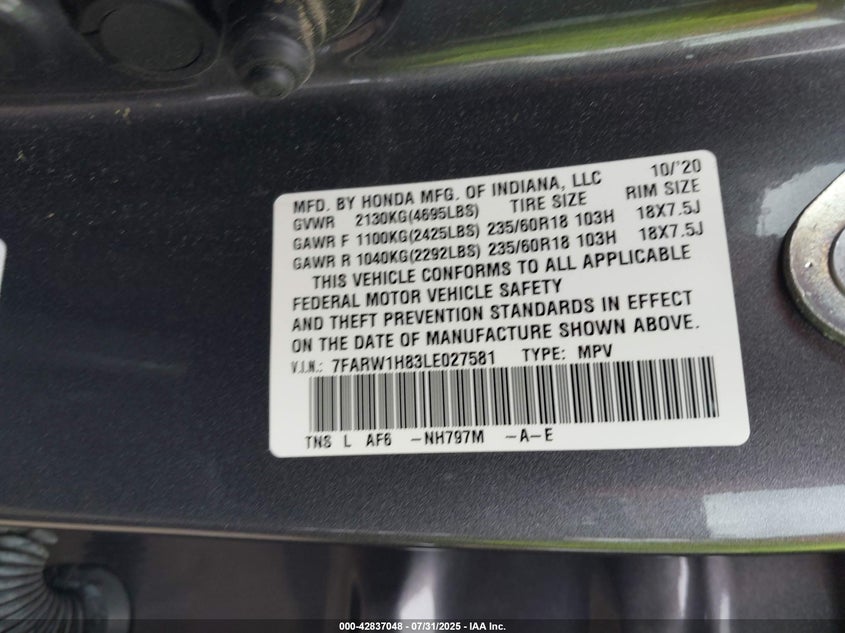 MFD. BY HONDA MFG. OF INDIANA, LLC 10/'20
GVWR 2130KG(4695LBS) TIRE SIZE RIM SIZE
GAWR F 1100KG(2425LBS) 235/60R18 103H 18X7.5J
GAWR R 1040KG(2292LBS) 235/60R18 103H 18X7.5J
THIS VEHICLE CONFORMS TO ALL APPLICABLE
FEDERAL MOTOR VEHICLE SAFETY
AND THEFT PREVENTION STANDARDS IN EFFECT
ON THE DATE OF MANUFACTURE SHOWN ABOVE.
V.I.N.: 7FARW1H83LE027581 TYPE: MPV
TNS L AF6 -NH797M -A-E
000-42837048 - 07/31/2025 - IAA Inc.